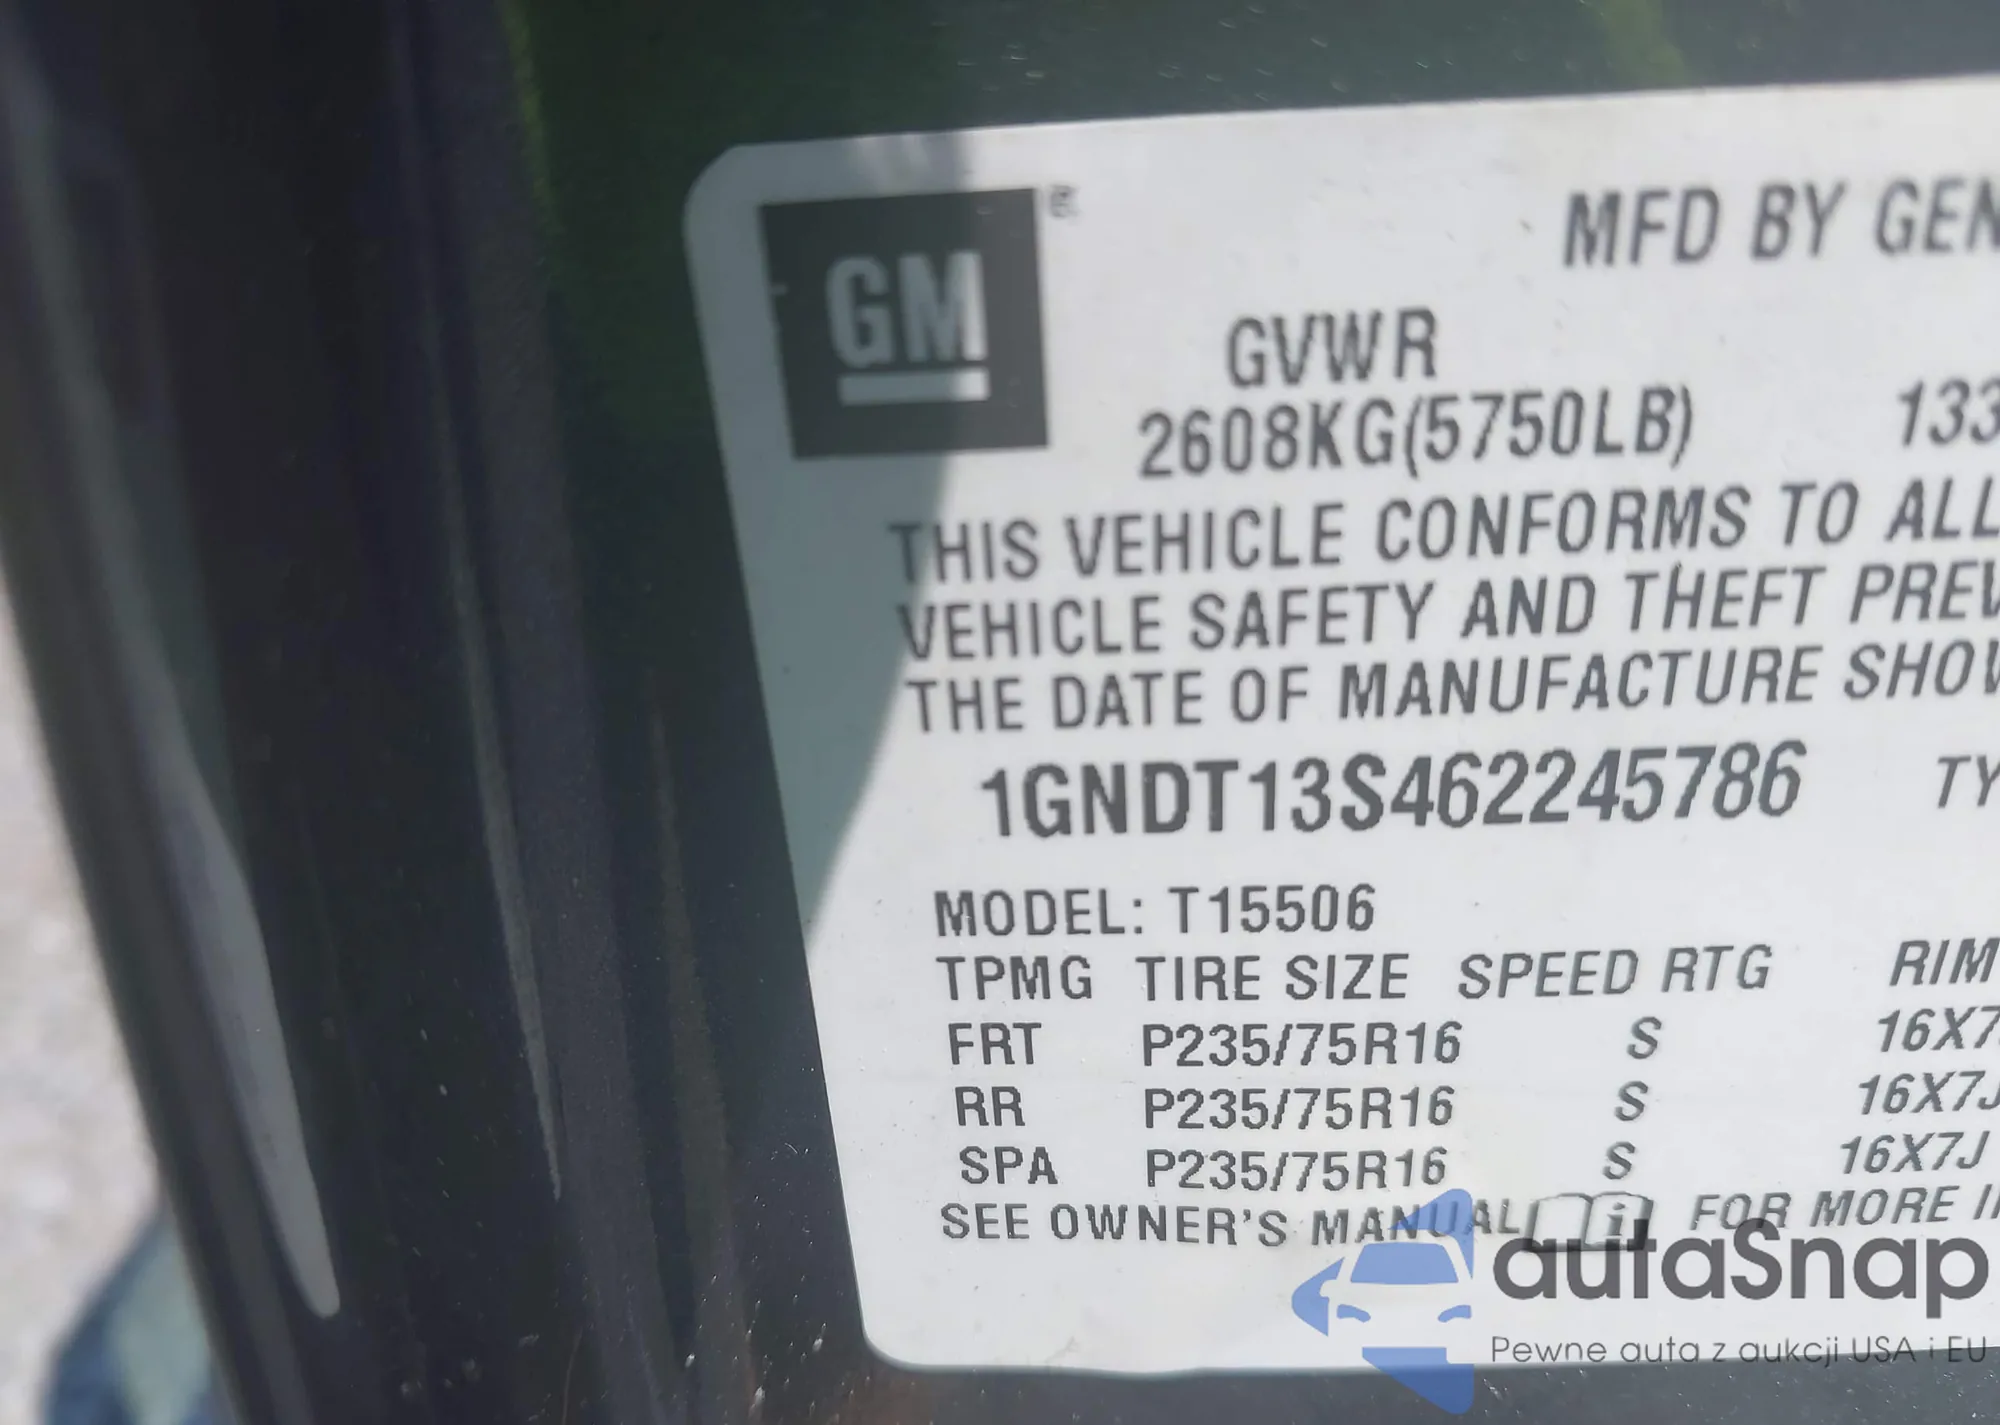 GM ®
MFD BY GEN
GVWR
2608KG(5750LB) 133
THIS VEHICLE CONFORMS TO ALL
VEHICLE SAFETY AND THEFT PREV
THE DATE OF MANUFACTURE SHOW
1GNDT13S462245786 TY
MODEL: T15506
TPMG TIRE SIZE SPEED RTG RIM
FRT P235/75R16 S 16X7J
RR P235/75R16 S 16X7J
SPA P235/75R16 S 16X7J
SEE OWNER'S MANUAL i FOR MORE IN
autaSnap
Pewne auta z aukcji USA i EU